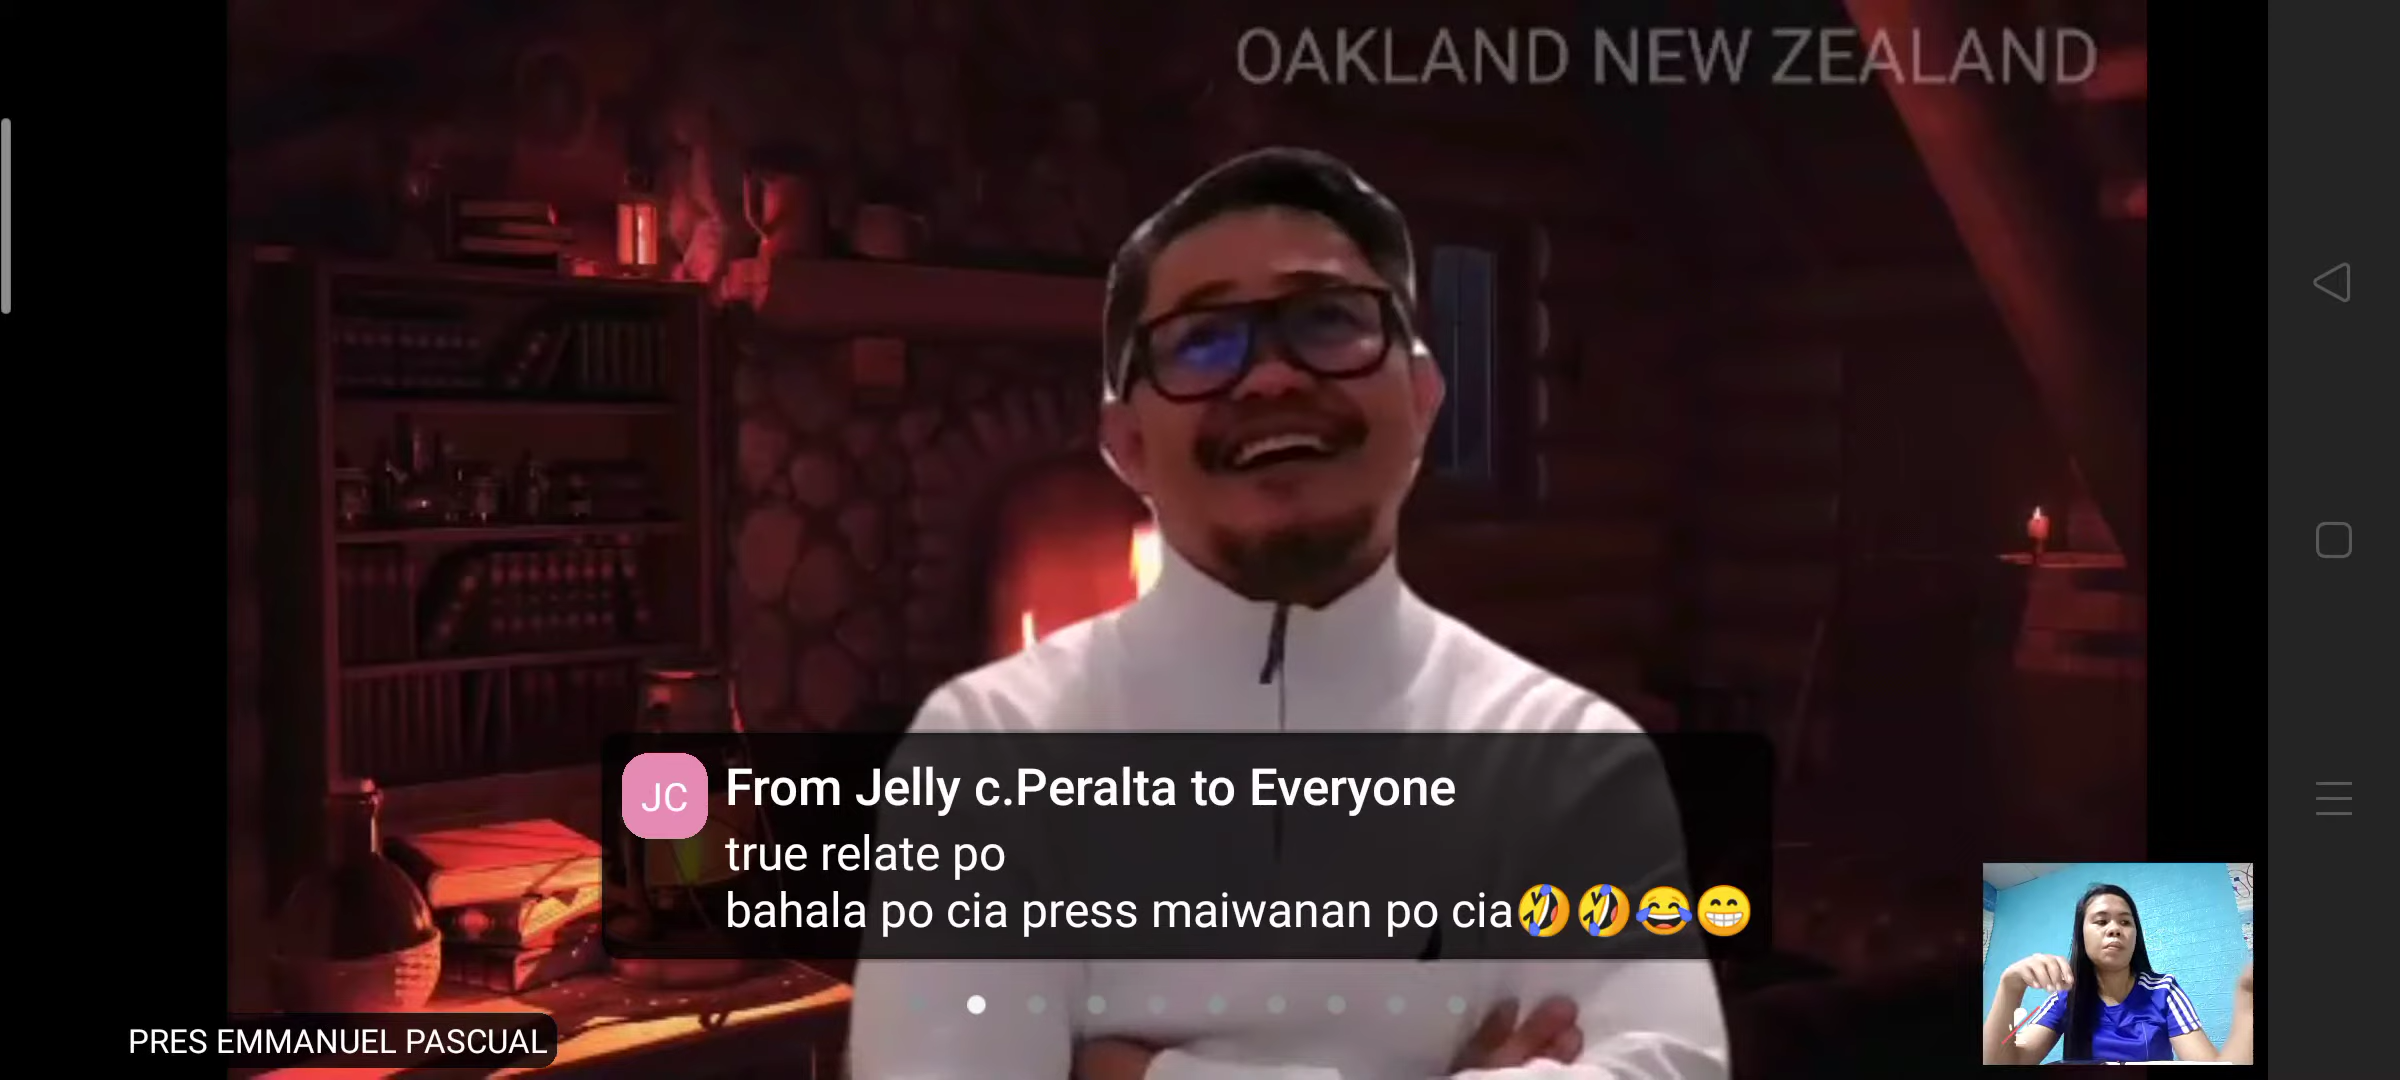 OAKLAND NEW ZEALAND
JC
From Jelly c.Peralta to Everyone
true relate po
bahala po cia press maiwanan po cia🤣🤣😂😁
PRES EMMANUEL PASCUAL